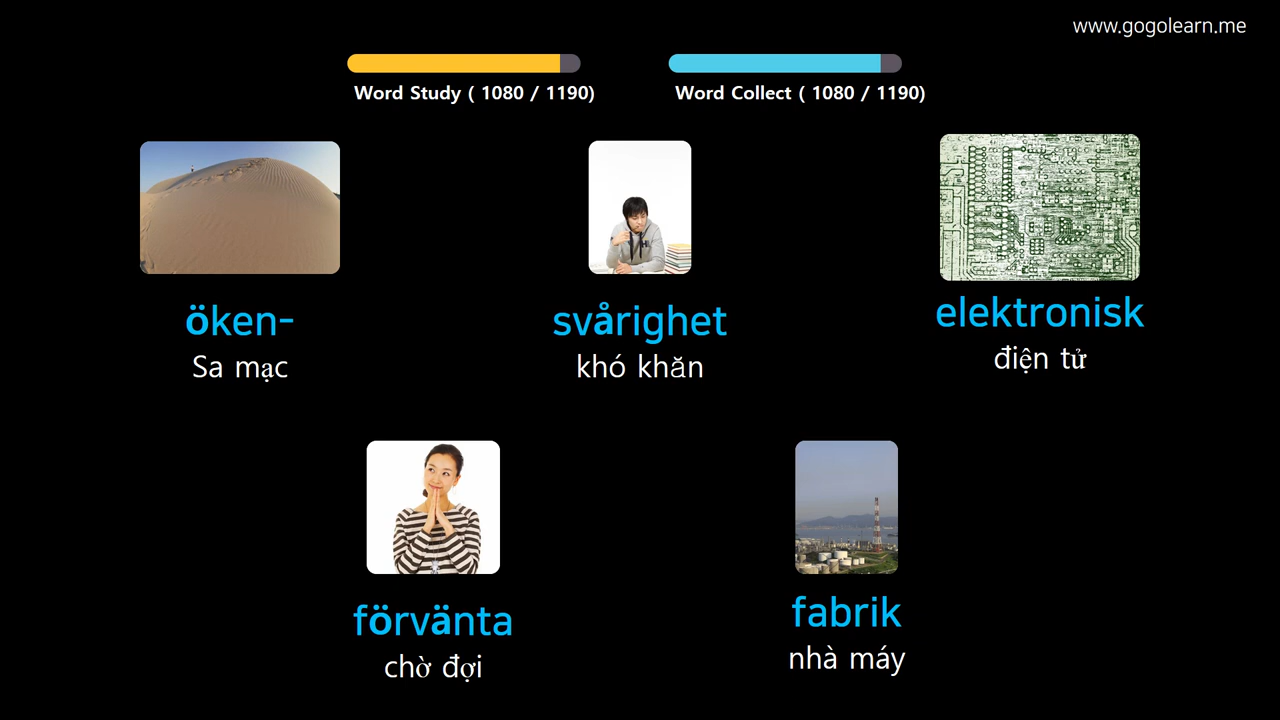 www.gogolearn.me
Word Study ( 1080 / 1190)
Word Collect ( 1080 / 1190)
öken-
Sa mạc
svårighet
khó khăn
elektronisk
điện tử
förvänta
chờ đợi
fabrik
nhà máy